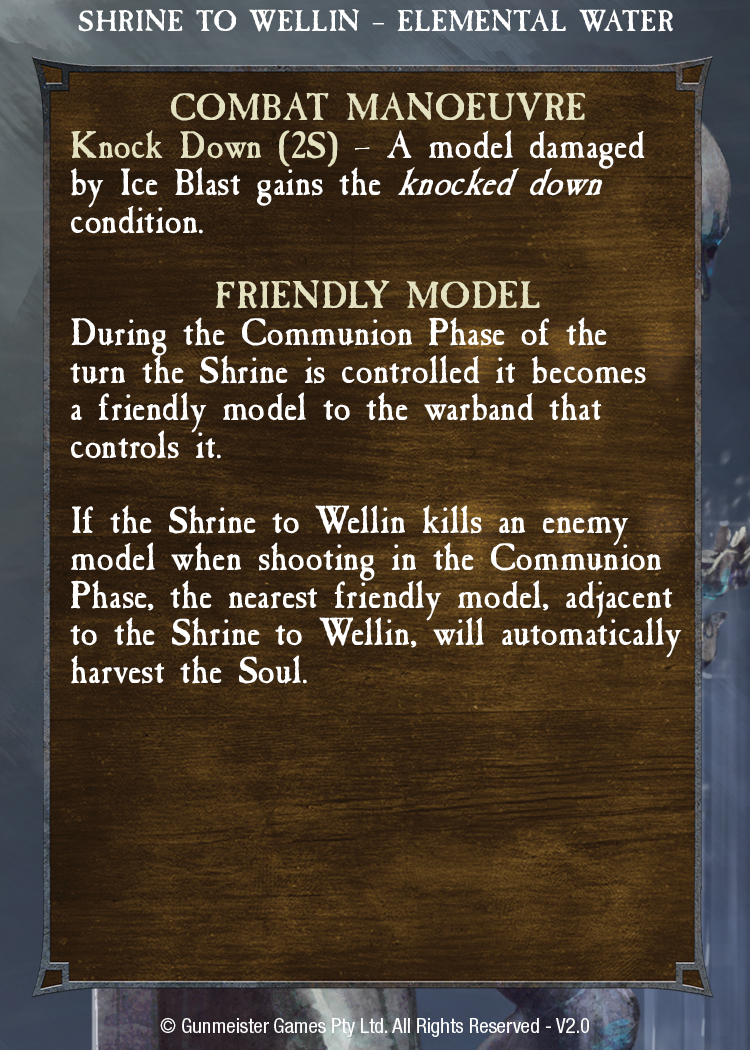 SHRINE TO WELLIN – ELEMENTAL WATER
COMBAT MANOEUVRE
Knock Down (2S) – A model damaged
by Ice Blast gains the knocked down
condition.
FRIENDLY MODEL
During the Communion Phase of the
turn the Shrine is controlled it becomes
a friendly model to the warband that
controls it.
If the Shrine to Wellin kills an enemy
model when shooting in the Communion
Phase, the nearest friendly model, adjacent
to the Shrine to Wellin, will automatically
harvest the Soul.
© Gunmeister Games Pty Ltd. All Rights Reserved - V2.0